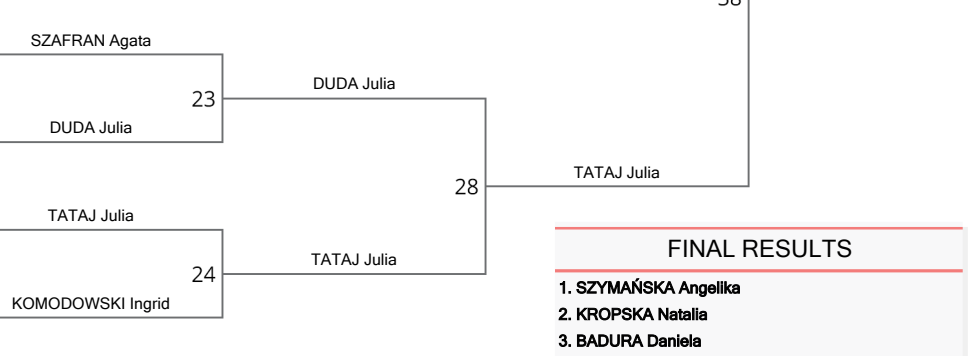 SZAFRAN Agata
23
DUDA Julia
DUDA Julia
28
TATAJ Julia
TATAJ Julia
24
TATAJ Julia
KOMODOWSKI Ingrid
FINAL RESULTS
1. SZYMAŃSKA Angelika
2. KROPSKA Natalia
3. BADURA Daniela